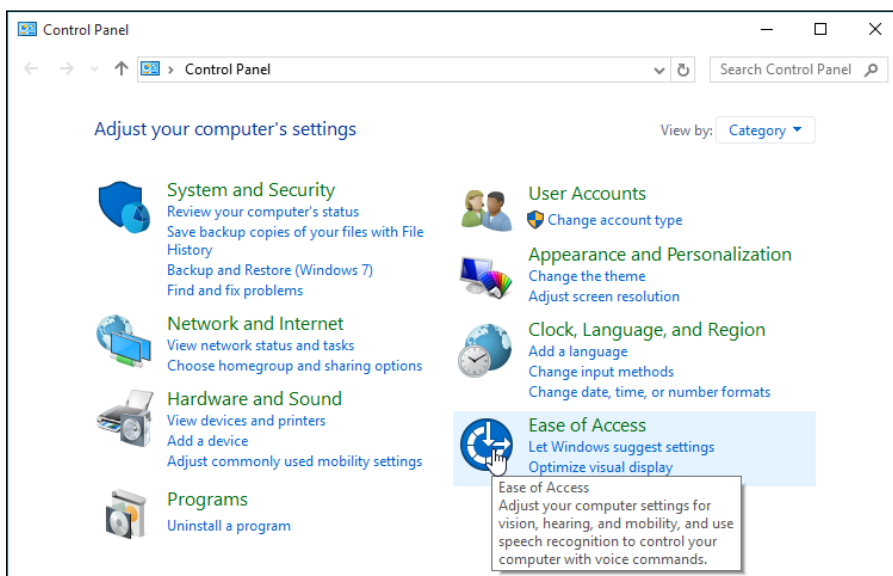 Control Panel
Control Panel
Search Control Panel
Adjust your computer's settings
View by: Category
System and Security
Review your computer's status
Save backup copies of your files with File
History
Backup and Restore (Windows 7)
Find and fix problems
Network and Internet
View network status and tasks
Choose homegroup and sharing options
Hardware and Sound
View devices and printers
Add a device
Adjust commonly used mobility settings
Programs
Uninstall a program
User Accounts
Change account type
Appearance and Personalization
Change the theme
Adjust screen resolution
Clock, Language, and Region
Add a language
Change input methods
Change date, time, or number formats
Ease of Access
Let Windows suggest settings
Optimize visual display
Ease of Access
Adjust your computer settings for
vision, hearing, and mobility, and use
speech recognition to control your
computer with voice commands.